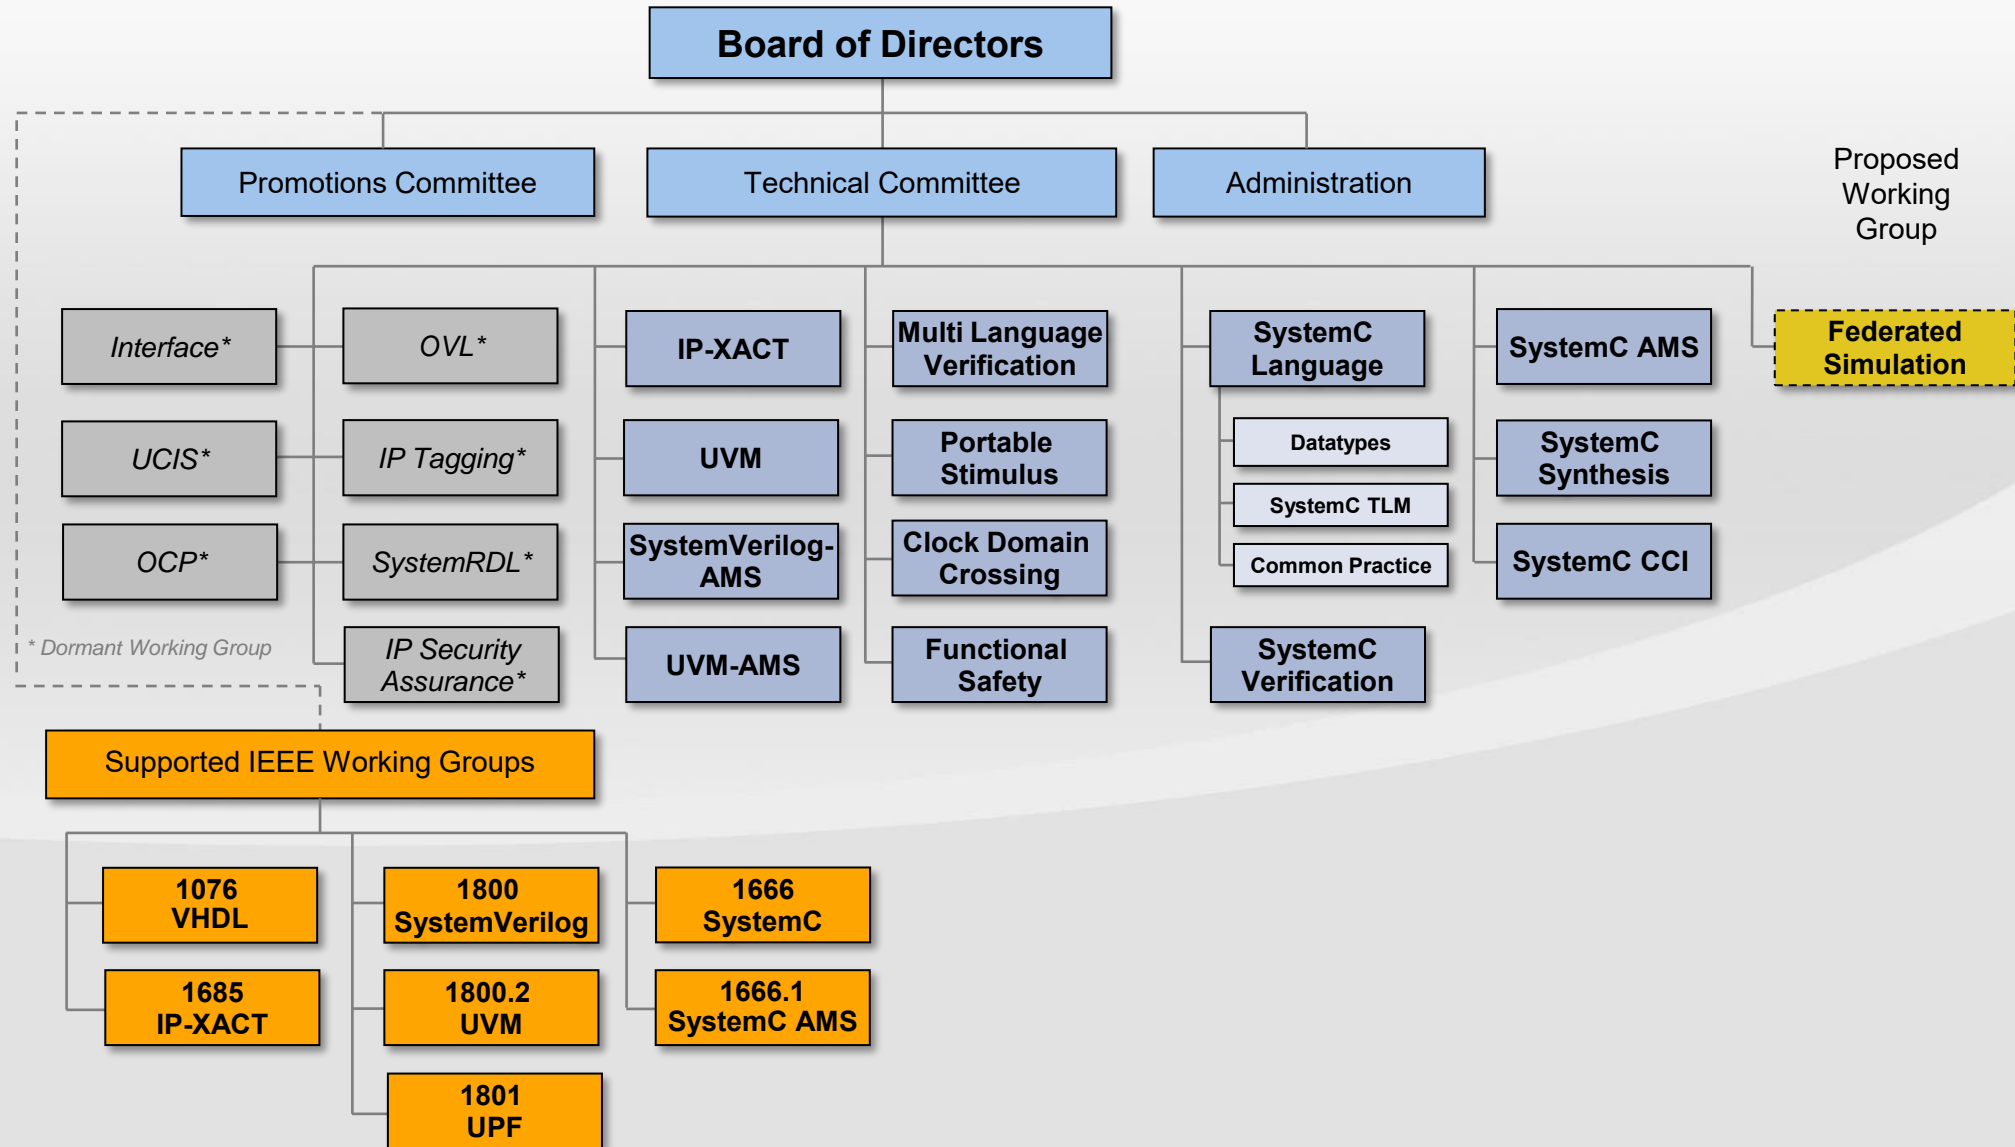 Board of Directors
Promotions Committee
Technical Committee
Administration
Proposed
Working
Group
Interface*
OVL*
IP-XACT
Multi Language
Verification
SystemC
Language
SystemC AMS
Federated
Simulation
Datatypes
UCIS*
IP Tagging*
UVM
Portable
Stimulus
SystemC
Synthesis
SystemC TLM
OCP*
SystemRDL*
SystemVerilog-
AMS
Clock Domain
Crossing
Common Practice
SystemC CCI
* Dormant Working Group
IP Security
Assurance*
UVM-AMS
Functional
Safety
SystemC
Verification
Supported IEEE Working Groups
1076
VHDL
1800
SystemVerilog
1666
SystemC
1685
IP-XACT
1800.2
UVM
1666.1
SystemC AMS
1801
UPF